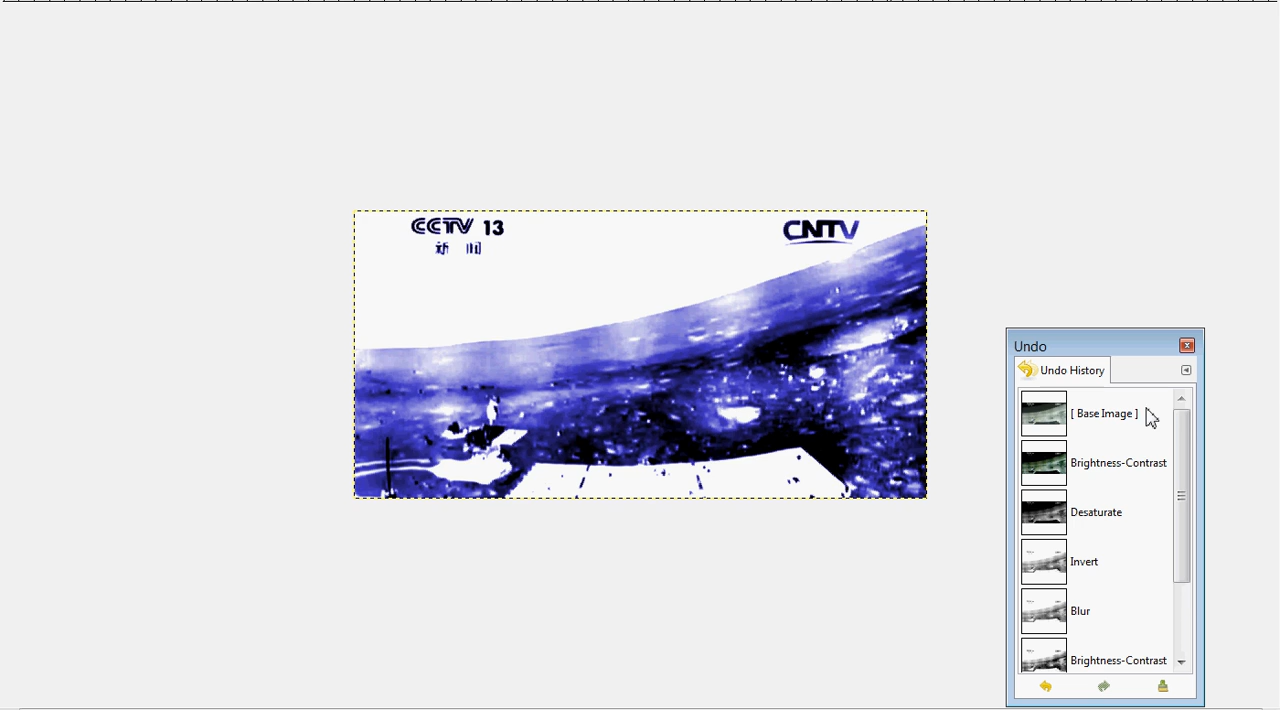 CCTV 13
新闻
CNTV
Undo
Undo History
[ Base Image ]
Brightness-Contrast
Desaturate
Invert
Blur
Brightness-Contrast